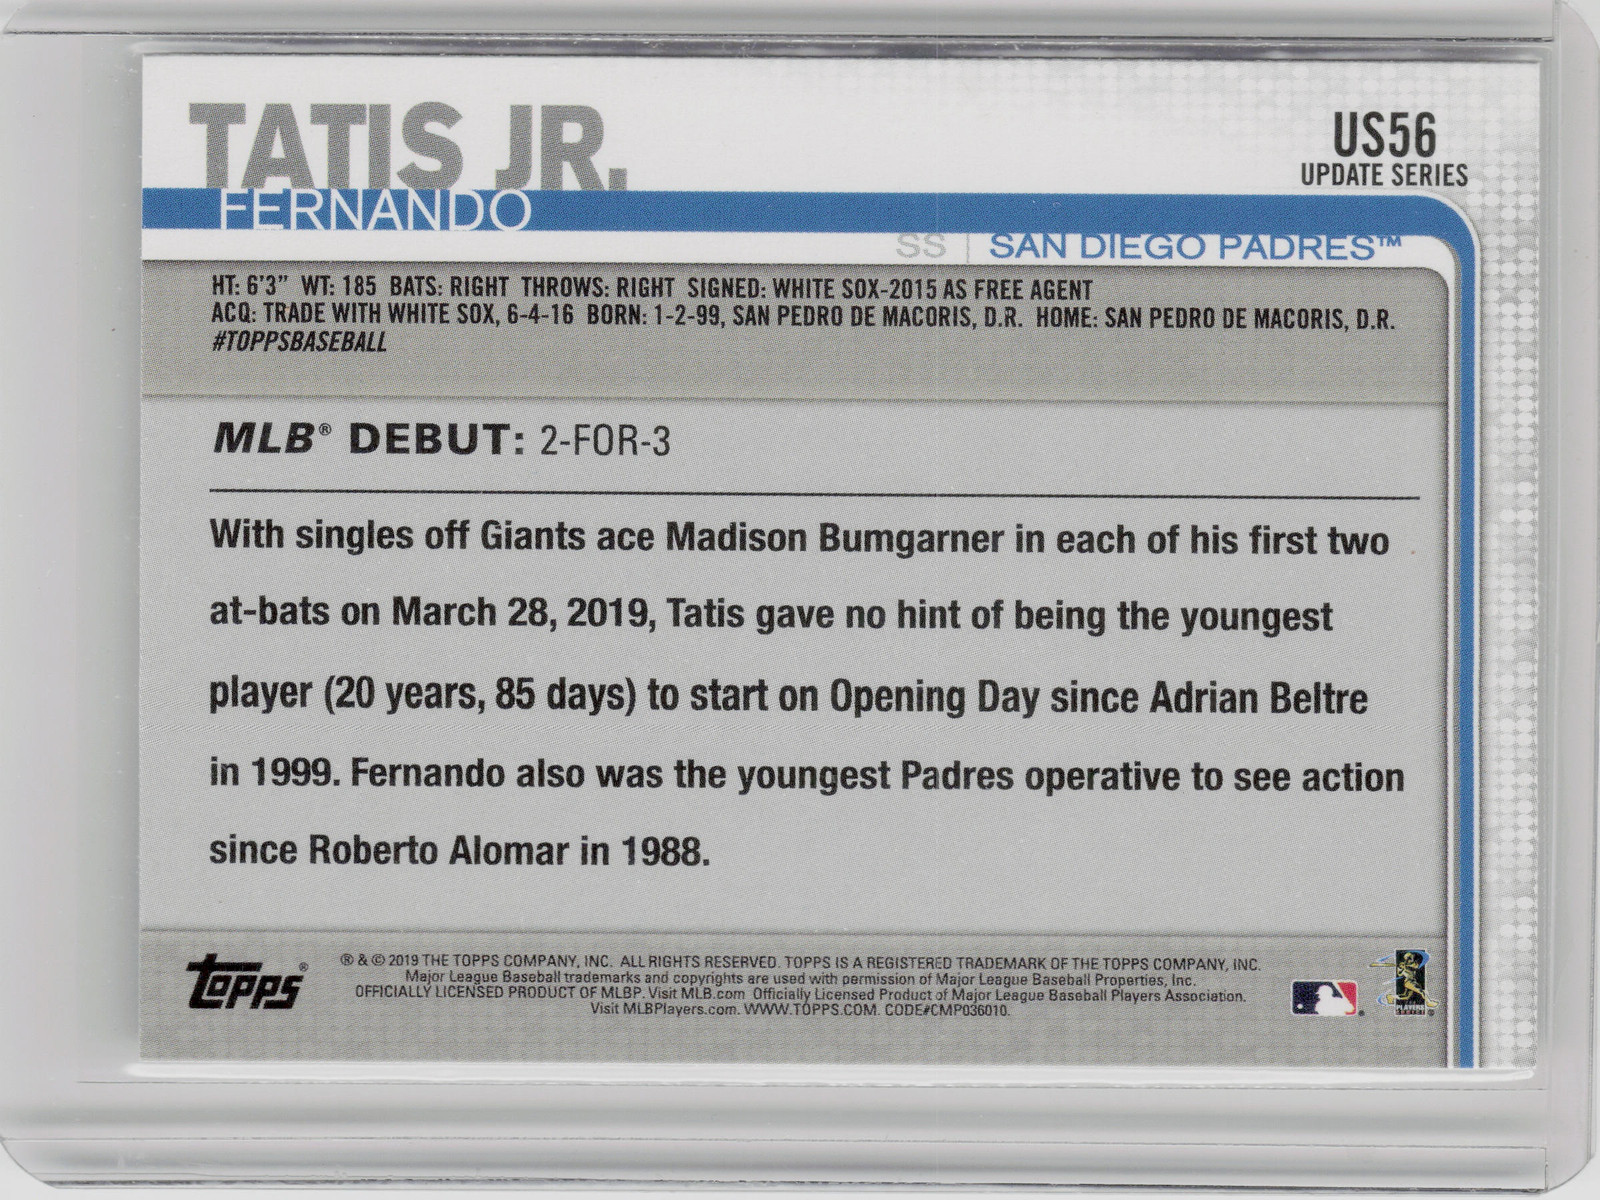 TATIS JR.
FERNANDO
US56
UPDATE SERIES
SS | SAN DIEGO PADRES™
HT: 6'3" WT: 185 BATS: RIGHT THROWS: RIGHT SIGNED: WHITE SOX-2015 AS FREE AGENT
ACQ: TRADE WITH WHITE SOX, 6-4-16 BORN: 1-2-99, SAN PEDRO DE MACORIS, D.R. HOME: SAN PEDRO DE MACORIS, D.R.
#TOPPSBASEBALL
MLB® DEBUT: 2-FOR-3
With singles off Giants ace Madison Bumgarner in each of his first two
at-bats on March 28, 2019, Tatis gave no hint of being the youngest
player (20 years, 85 days) to start on Opening Day since Adrian Beltre
in 1999. Fernando also was the youngest Padres operative to see action
since Roberto Alomar in 1988.
topps®
® & © 2019 THE TOPPS COMPANY, INC. ALL RIGHTS RESERVED. TOPPS IS A REGISTERED TRADEMARK OF THE TOPPS COMPANY, INC.
Major League Baseball trademarks and copyrights are used with permission of Major League Baseball Properties, Inc.
OFFICIALLY LICENSED PRODUCT OF MLBP. Visit MLB.com Officially Licensed Product of Major League Baseball Players Association.
Visit MLBPlayers.com. WWW.TOPPS.COM. CODE#CMP036010.